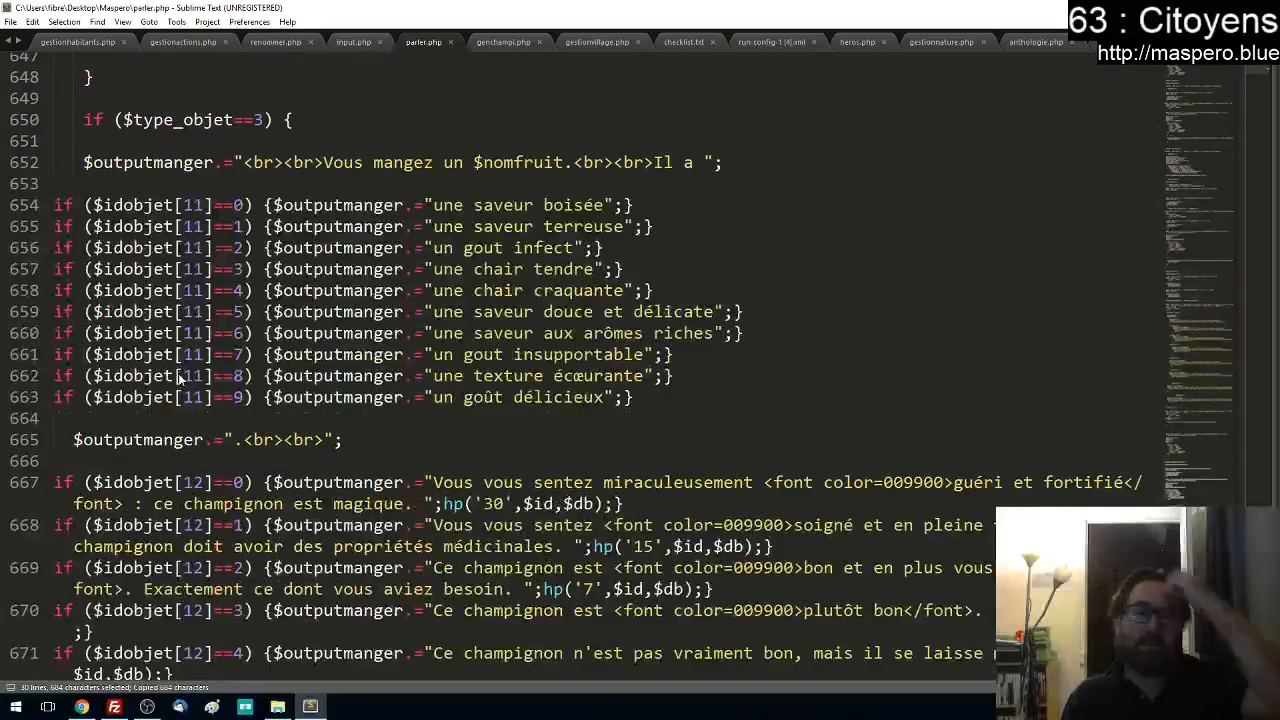 C:\Users\fibre\Desktop\Maspero\parler.php - Sublime Text (UNREGISTERED)
File Edit Selection Find View Goto Tools Project Preferences Help
63 : Citoyens
http://maspero.blue
gestionhabitants.php × gestionactions.php × renommer.php × input.php × parler.php × genchampi.php × gestionvillage.php × checklist.txt × run-config-1 [4].xml × heros.php × gestionnature.php × anthologie.php ×
647
648 }
649
650 if ($type_objet==3) {
651
652 $outputmanger.="<br><br>Vous mangez un $nomfruit.<br><br>Il a ";
653
654 if ($idobjet[11]==0) {$outputmanger.="une saveur boisée";}
655 if ($idobjet[11]==1) {$outputmanger.="une saveur terreuse";}
656 if ($idobjet[11]==2) {$outputmanger.="un gout infect";}
657 if ($idobjet[11]==3) {$outputmanger.="une chair tendre";}
658 if ($idobjet[11]==4) {$outputmanger.="une chair craquante";}
659 if ($idobjet[11]==5) {$outputmanger.="une saveur douce et délicate";}
660 if ($idobjet[11]==6) {$outputmanger.="une saveur aux arômes riches";}
661 if ($idobjet[11]==7) {$outputmanger.="un gout insupportable";}
662 if ($idobjet[11]==8) {$outputmanger.="une texture écœurante";}
663 if ($idobjet[11]==9) {$outputmanger.="un goût délicieux";}
664
665 $outputmanger.=".<br><br>";
666
667 if ($idobjet[12]==0) {$outputmanger.="Vous vous sentez miraculeusement <font color=009900>guéri et fortifié</
font> : ce champignon est magique. ";hp('30',$id,$db);}
668 if ($idobjet[12]==1) {$outputmanger.="Vous vous sentez <font color=009900>soigné et en pleine
champignon doit avoir des propriétés médicinales. ";hp('15',$id,$db);}
669 if ($idobjet[12]==2) {$outputmanger.="Ce champignon est <font color=009900>bon et en plus vous
font>. Exactement ce dont vous aviez besoin. ";hp('7',$id,$db);}
670 if ($idobjet[12]==3) {$outputmanger.="Ce champignon est <font color=009900>plutôt bon</font>.
;}
671 if ($idobjet[12]==4) {$outputmanger.="Ce champignon n'est pas vraiment bon, mais il se laisse
$id,$db);}
30 lines, 684 characters selected; Copied 684 characters